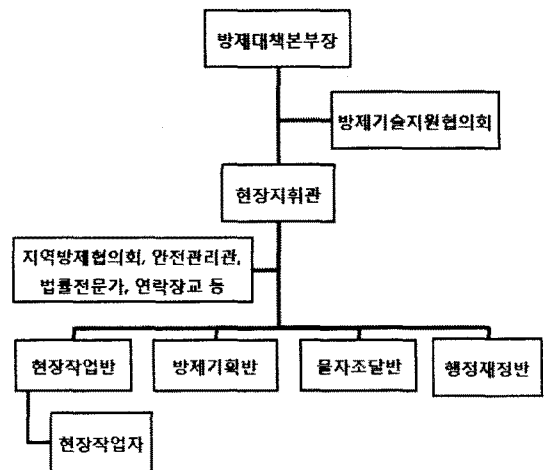 방제대책본부장
방제기술지원협의회
현장지휘관
지역방제협의회, 안전관리관,
법률전문가, 연락장교 등
현장작업반
방제기획반
물자조달반
행정재정반
현장작업자